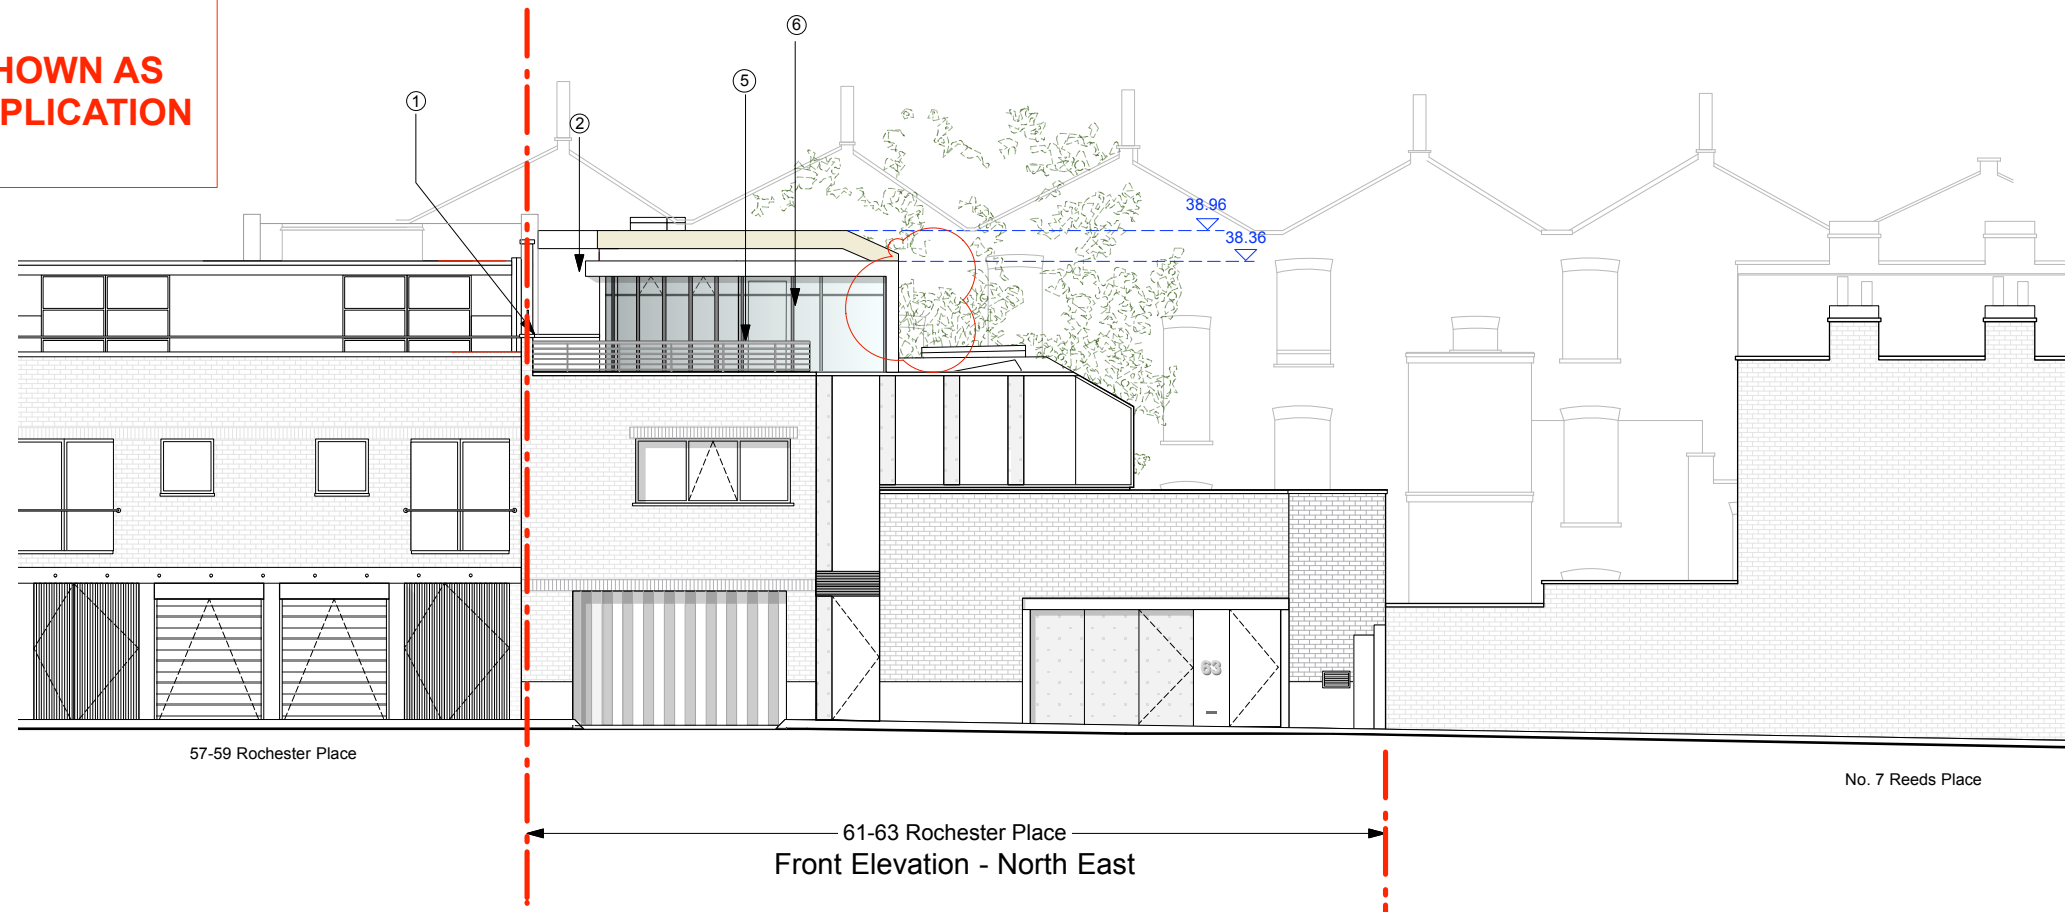 HOWN AS
PLICATION
1
2
5
6
38.96
38.36
63
57-59 Rochester Place
No. 7 Reeds Place
61-63 Rochester Place
Front Elevation - North East